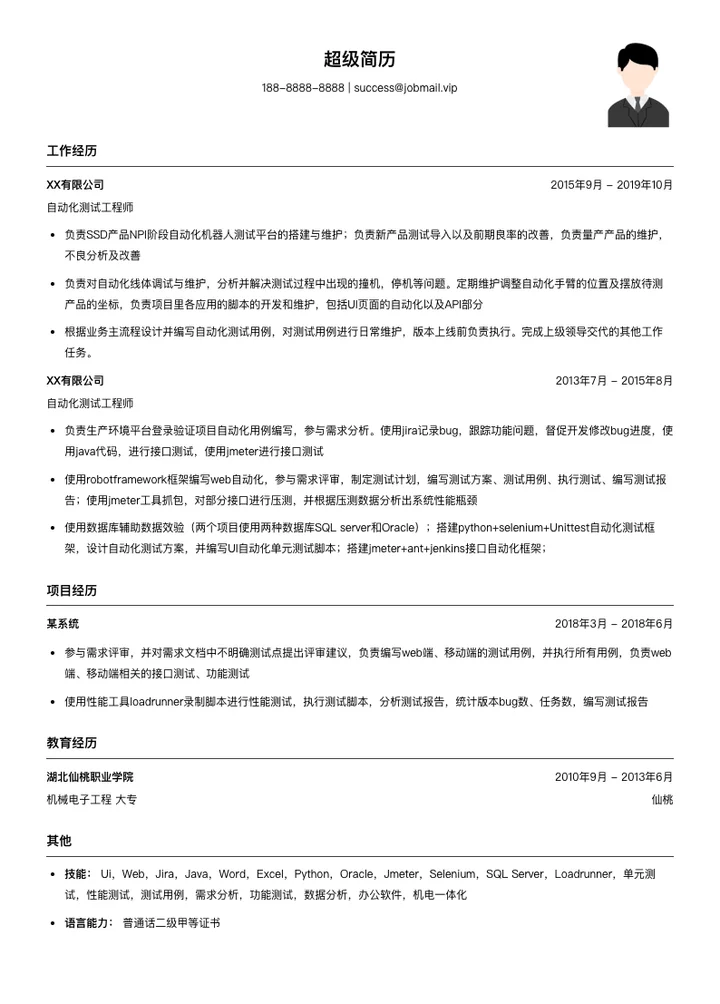 超级简历
188-8888-8888 | success@jobmail.vip
工作经历
XX有限公司 2015年9月 – 2019年10月
自动化测试工程师
• 负责SSD产品NPI阶段自动化机器人测试平台的搭建与维护；负责新产品测试导入以及前期良率的改善，负责量产产品的维护，
不良分析及改善
• 负责对自动化线体调试与维护，分析并解决测试过程中出现的撞机，停机等问题。定期维护调整自动化手臂的位置及摆放待测
产品的坐标，负责项目里各应用的脚本的开发和维护，包括UI页面的自动化以及API部分
• 根据业务主流程设计并编写自动化测试用例，对测试用例进行日常维护，版本上线前负责执行。完成上级领导交代的其他工作
任务。
XX有限公司 2013年7月 – 2015年8月
自动化测试工程师
• 负责生产环境平台登录验证项目自动化用例编写，参与需求分析。使用jira记录bug，跟踪功能问题，督促开发修改bug进度，使
用java代码，进行接口测试，使用jmeter进行接口测试
• 使用robotframework框架编写web自动化，参与需求评审，制定测试计划，编写测试方案、测试用例、执行测试、编写测试报
告；使用jmeter工具抓包，对部分接口进行压测，并根据压测数据分析出系统性能瓶颈
• 使用数据库辅助数据效验（两个项目使用两种数据库SQL server和Oracle）；搭建python+selenium+Unittest自动化测试框
架，设计自动化测试方案，并编写UI自动化单元测试脚本；搭建jmeter+ant+jenkins接口自动化框架；
项目经历
某系统 2018年3月 – 2018年6月
• 参与需求评审，并对需求文档中不明确测试点提出评审建议，负责编写web端、移动端的测试用例，并执行所有用例，负责web
端、移动端相关的接口测试、功能测试
• 使用性能工具loadrunner录制脚本进行性能测试，执行测试脚本，分析测试报告，统计版本bug数、任务数，编写测试报告
教育经历
湖北仙桃职业学院 2010年9月 – 2013年6月
机械电子工程 大专 仙桃
其他
• 技能： Ui，Web，Jira，Java，Word，Excel，Python，Oracle，Jmeter，Selenium，SQL Server，Loadrunner，单元测
试，性能测试，测试用例，需求分析，功能测试，数据分析，办公软件，机电一体化
• 语言能力： 普通话二级甲等证书